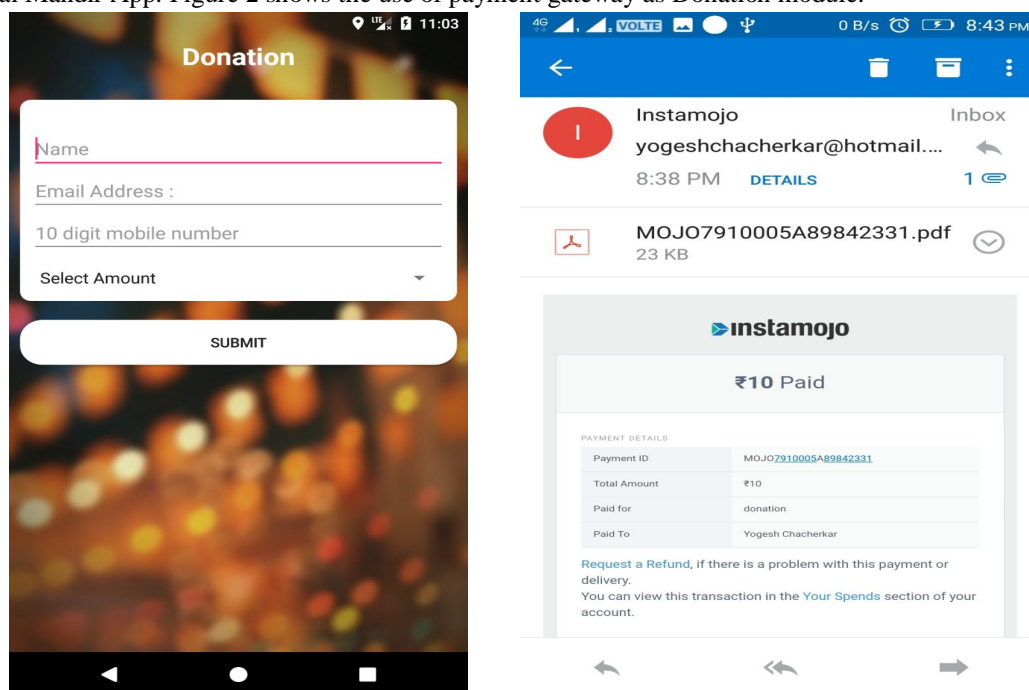 al Mandir App. Figure 2 shows the use of payment gateway as Donation module.
LTE 11:03
Donation
Name
Email Address :
10 digit mobile number
Select Amount
SUBMIT
4G 1 2 VOLTE 0 B/s 8:43 PM
I
Instamojo Inbox
yogeshchacherkar@hotmail....
8:38 PM DETAILS 1
MOJO7910005A89842331.pdf
23 KB
ınstamojo
₹10 Paid
PAYMENT DETAILS
Payment ID MOJO7910005A89842331
Total Amount ₹10
Paid for donation
Paid To Yogesh Chacherkar
Request a Refund, if there is a problem with this payment or
delivery.
You can view this transaction in the Your Spends section of your
account.